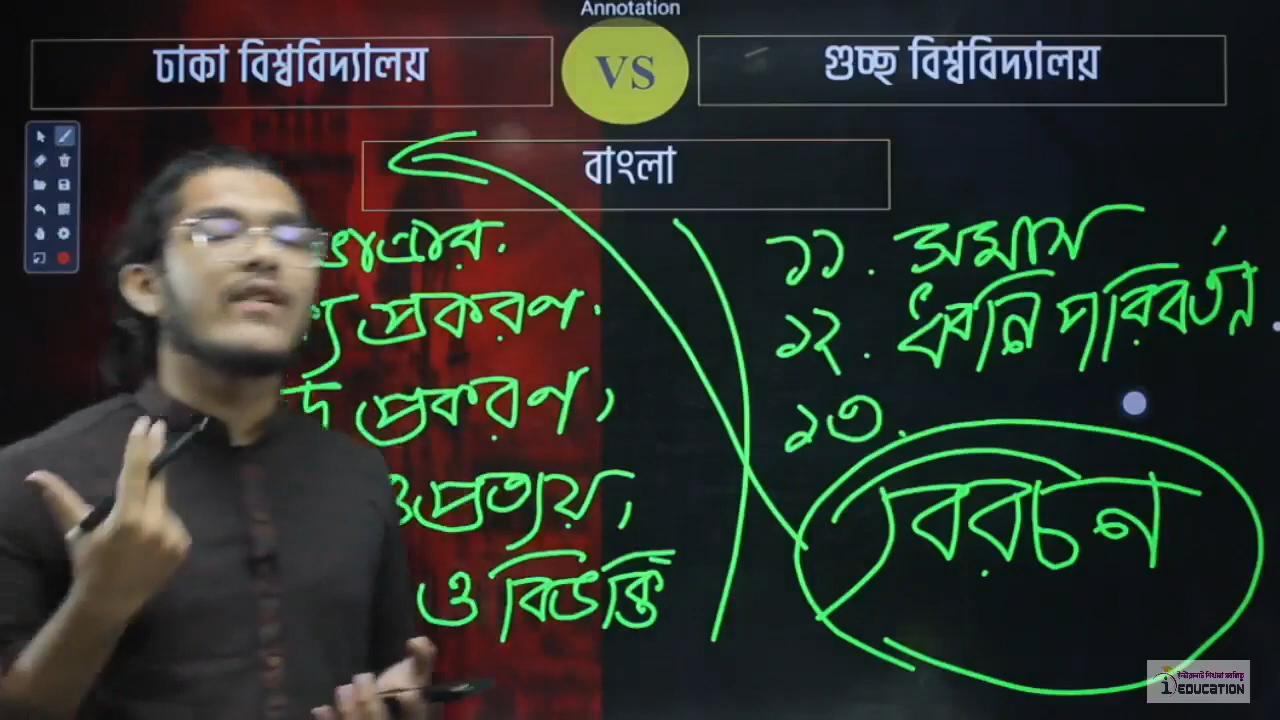 Annotation
ঢাকা বিশ্ববিদ্যালয়
VS
গুচ্ছ বিশ্ববিদ্যালয়
বাংলা
প্রকরণ.
প্রকরণ,
ও প্রত্যয়,
ও বিভক্তি
১১. সমাস
১২. ধ্বনি পরিবর্তন
১৩.
বিরচন
EDUCATION